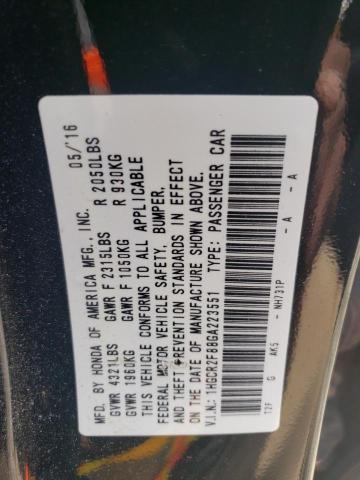 MFD. BY HONDA OF AMERICA MFG., INC. 05/'16
GVWR 4321LBS GAWR F 2315LBS R 2050LBS
GVWR 1960KG GAWR F 1050KG R 930KG
THIS VEHICLE CONFORMS TO ALL APPLICABLE
FEDERAL MOTOR VEHICLE SAFETY, BUMPER,
AND THEFT PREVENTION STANDARDS IN EFFECT
ON THE DATE OF MANUFACTURE SHOWN ABOVE.
V.I.N.: 1HGCR2F88GA223551 TYPE: PASSENGER CAR
T2F G AK5 - NH731P - A - A